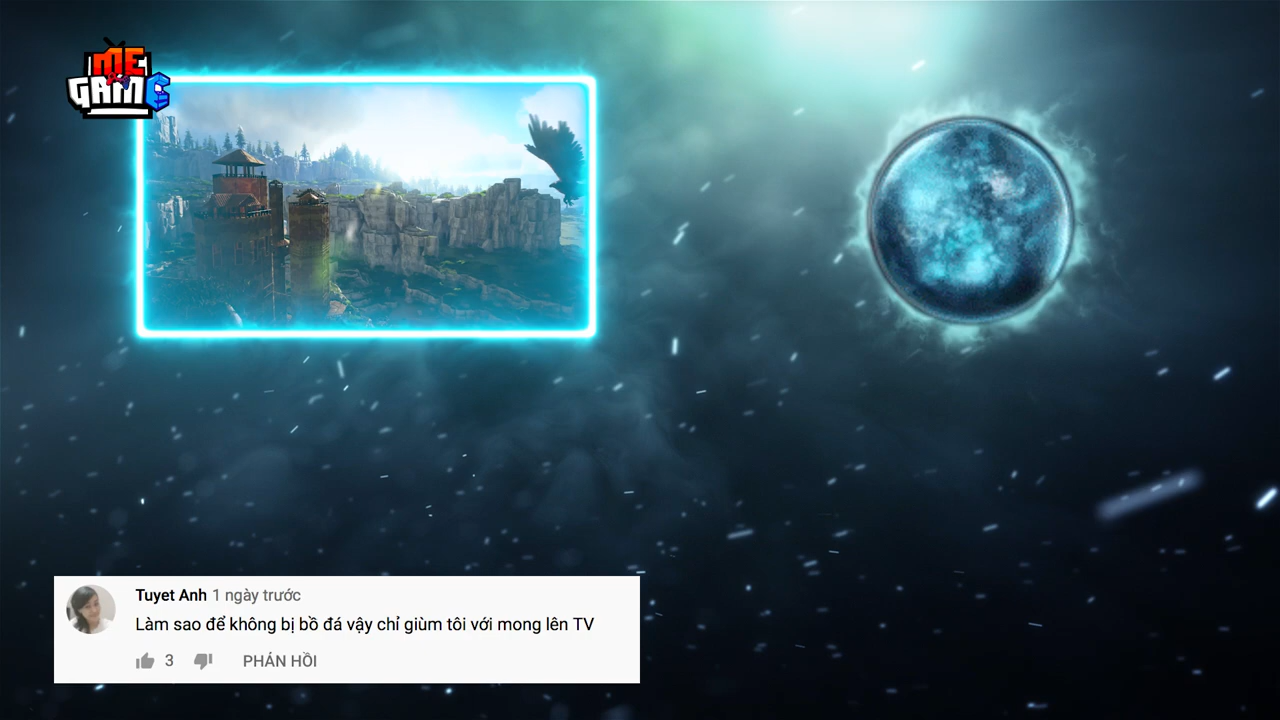 ME
GAME
Tuyet Anh 1 ngày trước
Làm sao để không bị bồ đá vậy chỉ giùm tôi với mong lên TV
3
PHẢN HỒI